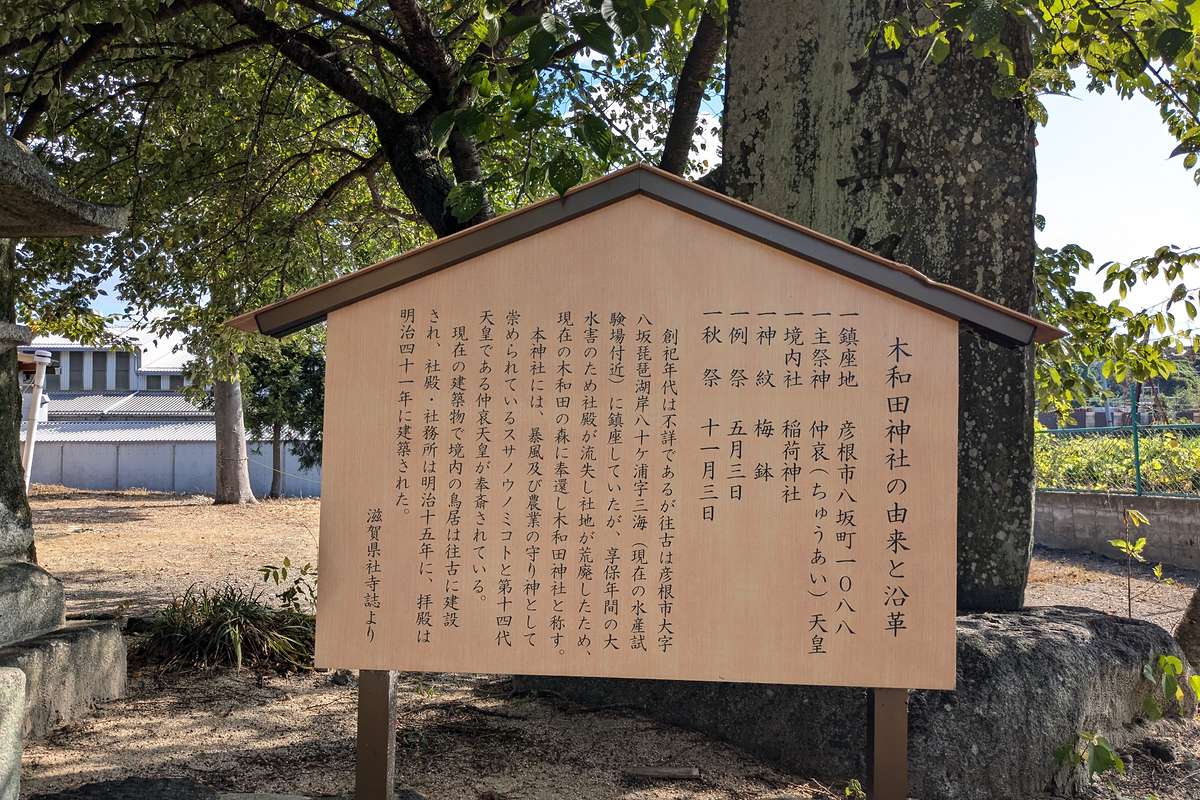 木和田神社の由来と沿革
一鎮座地 彦根市八坂町一〇八八
一主祭神 仲哀(ちゅうあい)天皇
一境内社 稲荷神社
一神紋 梅鉢
一例祭 五月三日
一秋祭 十一月三日
創祀年代は不詳であるが往古は彦根市大字
八坂琵琶湖岸八十ケ浦字三海(現在の水産試
験場付近)に鎮座していたが、享保年間の大
水害のため社殿が流失し社地が荒廃したため、
現在の木和田の森に奉還し木和田神社と称す。
本神社には、暴風及び農業の守り神として
崇められているスサノウノミコトと第十四代
天皇である仲哀天皇が奉斎されている。
現在の建築物で境内の鳥居は往古に建設
され、社殿・社務所は明治十五年に、拝殿は
明治四十一年に建築された。
滋賀県社寺誌より